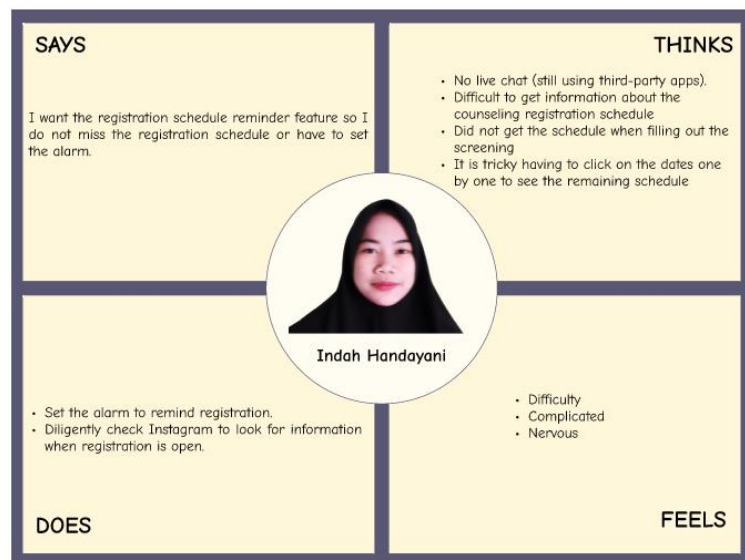 SAYS
I want the registration schedule reminder feature so I
do not miss the registration schedule or have to set
the alarm.
THINKS
• No live chat (still using third-party apps).
• Difficult to get information about the
counseling registration schedule
• Did not get the schedule when filling out the
screening
• It is tricky having to click on the dates one
by one to see the remaining schedule
Indah Handayani
• Set the alarm to remind registration.
• Diligently check Instagram to look for information
when registration is open.
DOES
• Difficulty
• Complicated
• Nervous
FEELS